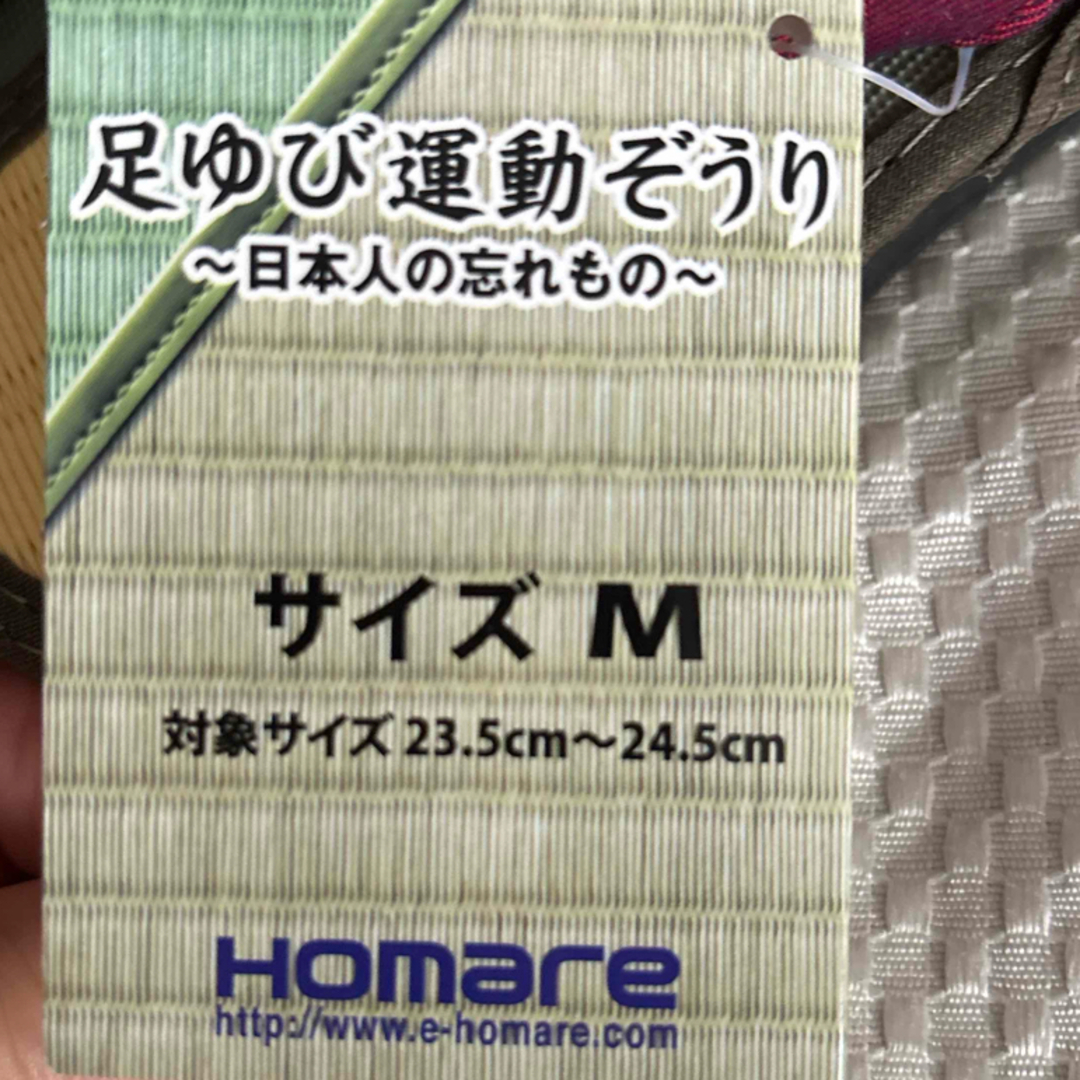 足ゆび運動ぞうり
～日本人の忘れもの～
サイズ M
対象サイズ 23.5cm～24.5cm
Homare
http://www.e-homare.com